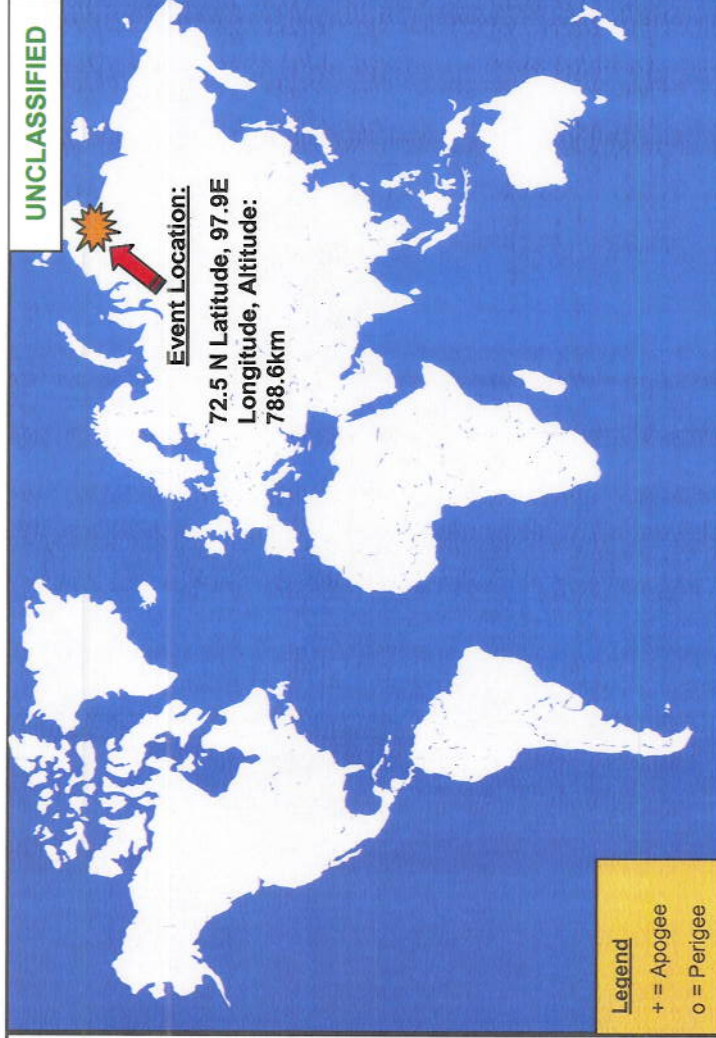 UNCLASSIFIED
Event Location:
72.5 N Latitude, 97.9E
Longitude, Altitude:
788.6km
Legend
+ = Apogee
o = Perigee